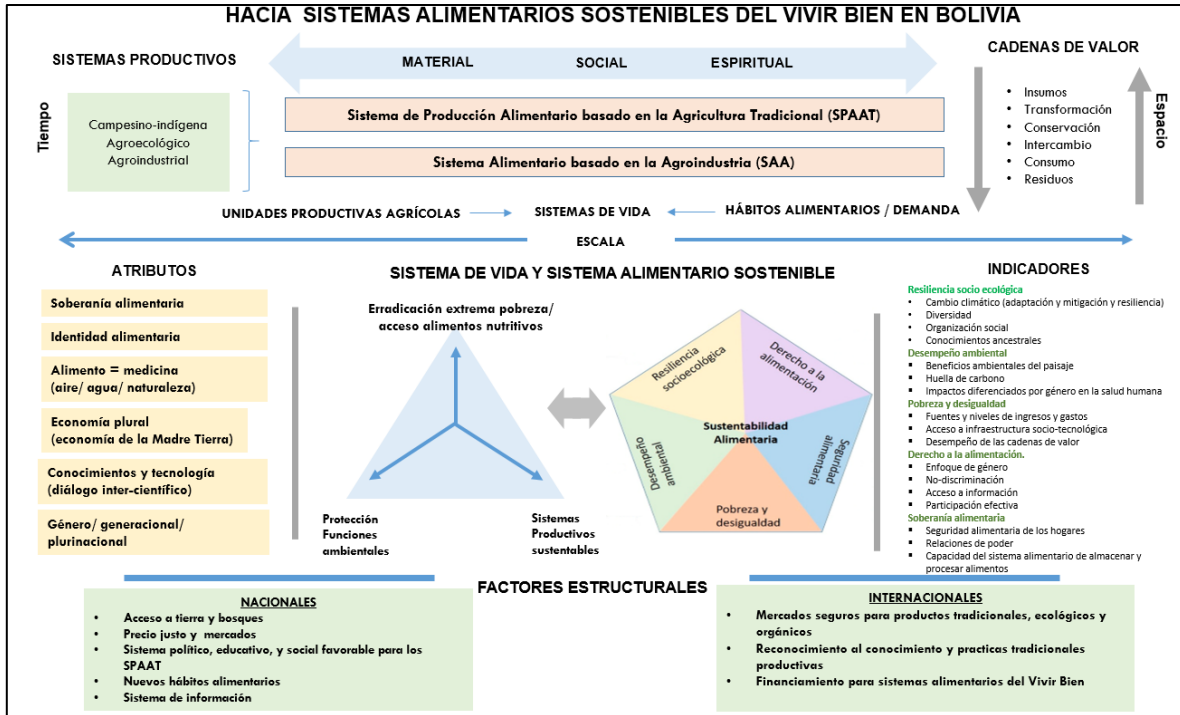 HACIA SISTEMAS ALIMENTARIOS SOSTENIBLES DEL VIVIR BIEN EN BOLIVIA
SISTEMAS PRODUCTIVOS
Tiempo
Campesino-indígena
Agroecológico
Agroindustrial
MATERIAL SOCIAL ESPIRITUAL
Sistema de Producción Alimentario basado en la Agricultura Tradicional (SPAAT)
Sistema Alimentario basado en la Agroindustria (SAA)
CADENAS DE VALOR
• Insumos
• Transformación
• Conservación
• Intercambio
• Consumo
• Residuos
Espacio
UNIDADES PRODUCTIVAS AGRÍCOLAS SISTEMAS DE VIDA HÁBITOS ALIMENTARIOS / DEMANDA
ESCALA
ATRIBUTOS
Soberanía alimentaria
Identidad alimentaria
Alimento = medicina
(aire/ agua/ naturaleza)
Economía plural
(economía de la Madre Tierra)
Conocimientos y tecnología
(diálogo inter-científico)
Género/ generacional/
plurinacional
SISTEMA DE VIDA Y SISTEMA ALIMENTARIO SOSTENIBLE
Erradicación extrema pobreza/
acceso alimentos nutritivos
Protección
Funciones
ambientales
Sistemas
Productivos
sustentables
Resiliencia
socioecológica
Derecho a la
alimentación
Sustentabilidad
Alimentaria
Desempeño
ambiental
Seguridad
alimentaria
Pobreza y
desigualdad
INDICADORES
Resiliencia socio ecológica
• Cambio climático (adaptación y mitigación y resiliencia)
• Diversidad
• Organización social
• Conocimientos ancestrales
Desempeño ambiental
▪ Beneficios ambientales del paisaje
▪ Huella de carbono
▪ Impactos diferenciados por género en la salud humana
Pobreza y desigualdad
▪ Fuentes y niveles de ingresos y gastos
▪ Acceso a infraestructura socio-tecnológica
▪ Desempeño de las cadenas de valor
Derecho a la alimentación.
▪ Enfoque de género
▪ No-discriminación
▪ Acceso a información
▪ Participación efectiva
Soberanía alimentaria
▪ Seguridad alimentaria de los hogares
▪ Relaciones de poder
▪ Capacidad del sistema alimentario de almacenar y
procesar alimentos
FACTORES ESTRUCTURALES
NACIONALES
• Acceso a tierra y bosques
• Precio justo y mercados
• Sistema político, educativo, y social favorable para los
SPAAT
• Nuevos hábitos alimentarios
• Sistema de información
INTERNACIONALES
• Mercados seguros para productos tradicionales, ecológicos y
orgánicos
• Reconocimiento al conocimiento y practicas tradicionales
productivas
• Financiamiento para sistemas alimentarios del Vivir Bien